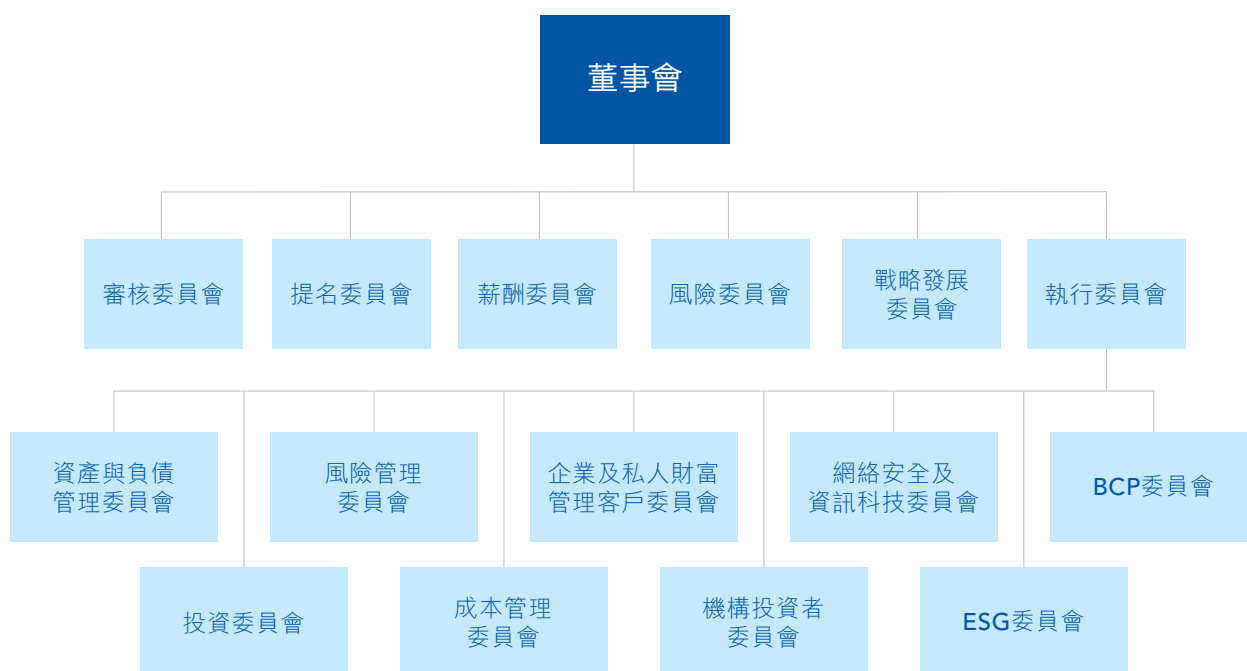 董事會
審核委員會
提名委員會
薪酬委員會
風險委員會
戰略發展
委員會
執行委員會
資產與負債
管理委員會
風險管理
委員會
企業及私人財富
管理客戶委員會
網絡安全及
資訊科技委員會
BCP委員會
投資委員會
成本管理
委員會
機構投資者
委員會
ESG委員會